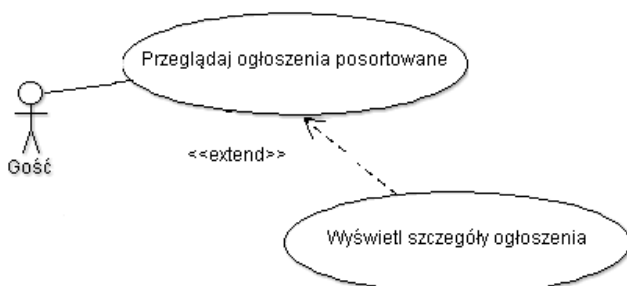 Przeglądaj ogłoszenia posortowane
Gość
<<extend>>
Wyświetl szczegóły ogłoszenia